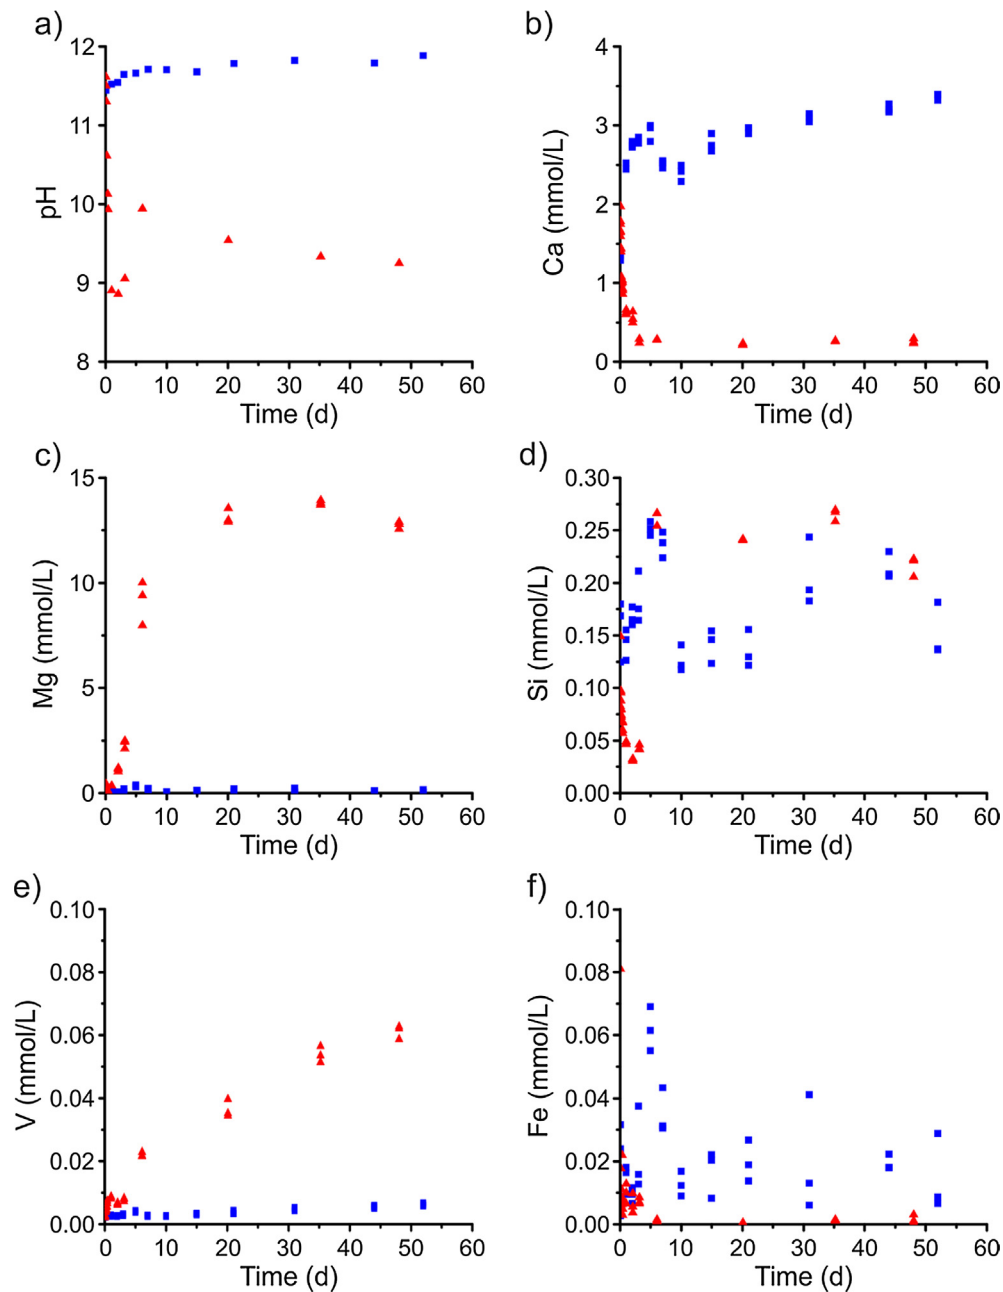 a)
12
11
10
9
8
pH
0 10 20 30 40 50 60
Time (d)
b)
4
3
2
1
0
Ca (mmol/L)
0 10 20 30 40 50 60
Time (d)
c)
15
10
5
0
Mg (mmol/L)
0 10 20 30 40 50 60
Time (d)
d)
0.30
0.25
0.20
0.15
0.10
0.05
0.00
Si (mmol/L)
0 10 20 30 40 50 60
Time (d)
e)
0.10
0.08
0.06
0.04
0.02
0.00
V (mmol/L)
0 10 20 30 40 50 60
Time (d)
f)
0.10
0.08
0.06
0.04
0.02
0.00
Fe (mmol/L)
0 10 20 30 40 50 60
Time (d)